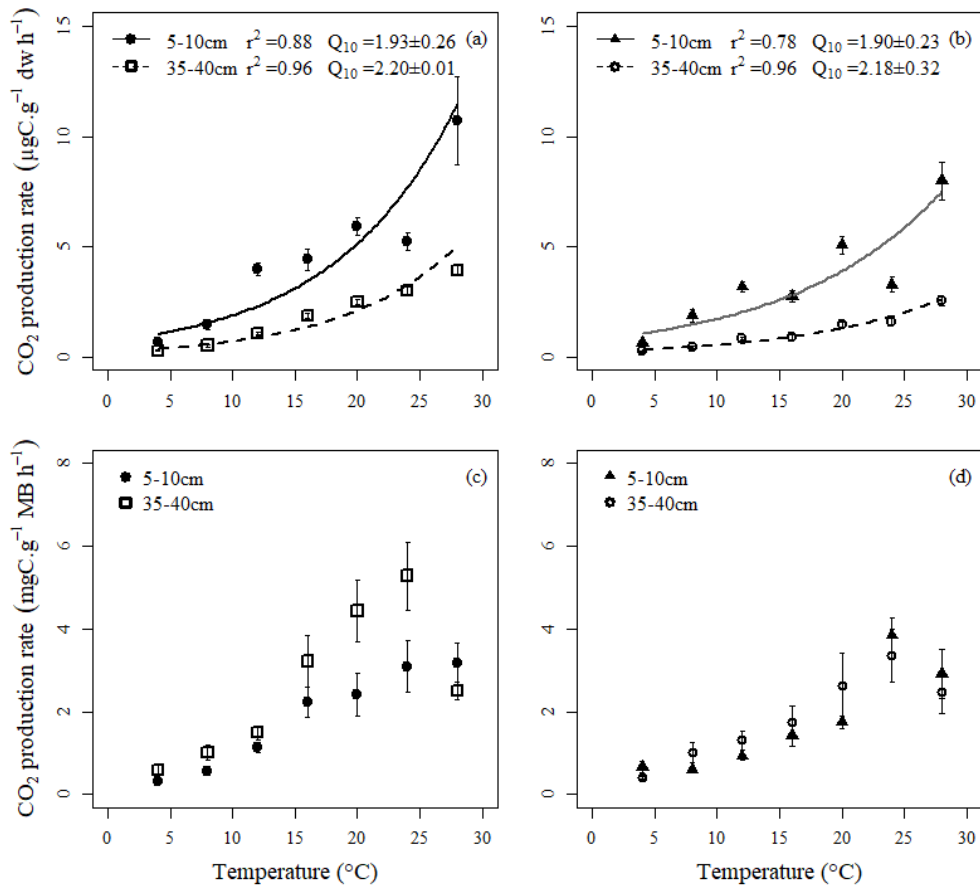 CO₂ production rate (µgC.g⁻¹ dw h⁻¹)
15
10
5
0
5-10cm r² =0.88 Q₁₀ =1.93±0.26 (a)
35-40cm r² =0.96 Q₁₀ =2.20±0.01
0 5 10 15 20 25 30
15
10
5
0
5-10cm r² =0.78 Q₁₀ =1.90±0.23 (b)
35-40cm r² =0.96 Q₁₀ =2.18±0.32
0 5 10 15 20 25 30
CO₂ production rate (mgC.g⁻¹ MB h⁻¹)
8
6
4
2
0
5-10cm (c)
35-40cm
0 5 10 15 20 25 30
Temperature (°C)
8
6
4
2
0
5-10cm (d)
35-40cm
0 5 10 15 20 25 30
Temperature (°C)